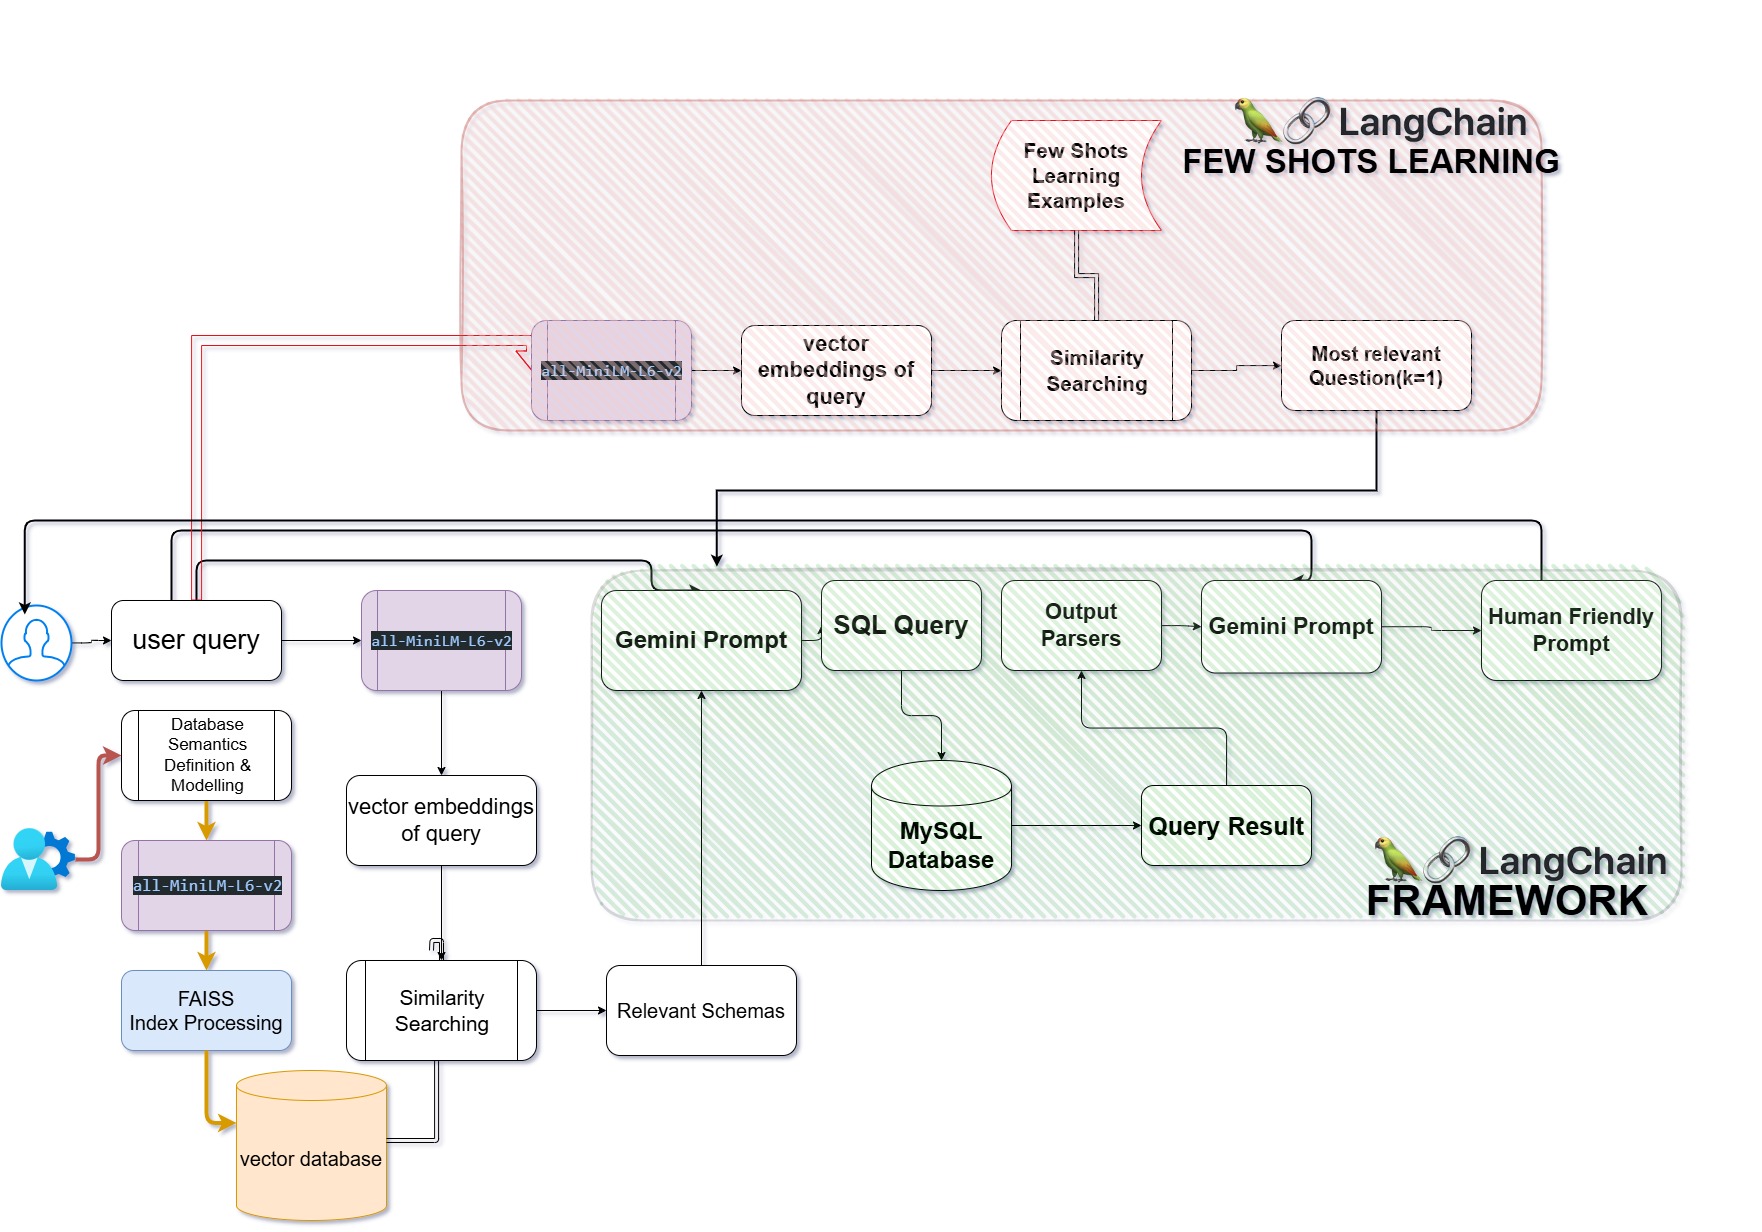 LangChain
FEW SHOTS LEARNING
Few Shots
Learning
Examples
all-MiniLM-L6-v2
vector
embeddings of
query
Similarity
Searching
Most relevant
Question(k=1)
user query
all-MiniLM-L6-v2
Gemini Prompt
SQL Query
Output
Parsers
Gemini Prompt
Human Friendly
Prompt
Database
Semantics
Definition &
Modelling
vector embeddings
of query
MySQL
Database
Query Result
LangChain
FRAMEWORK
all-MiniLM-L6-v2
FAISS
Index Processing
Similarity
Searching
Relevant Schemas
vector database